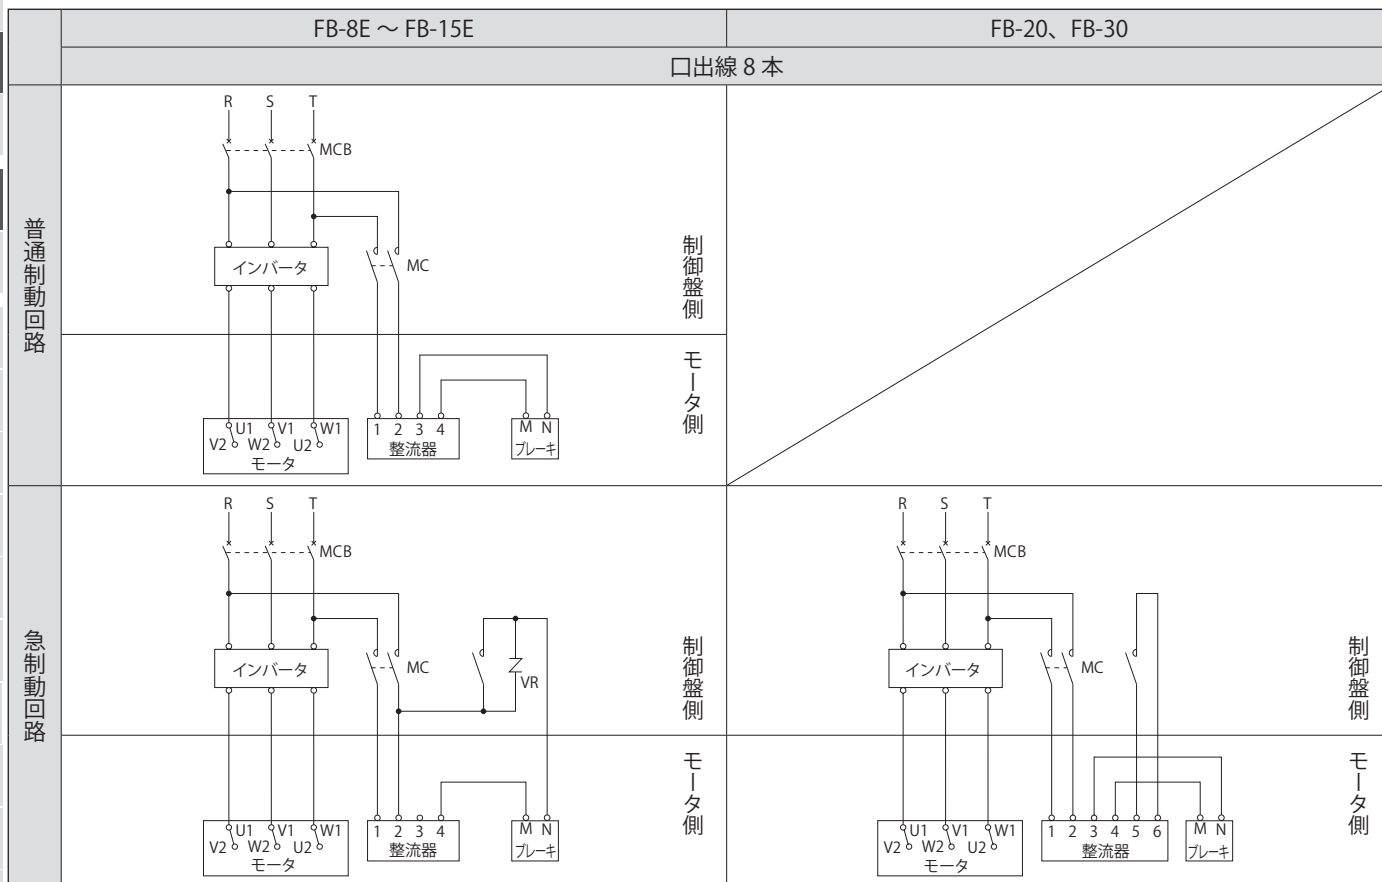 FB-8E ～ FB-15E
FB-20、FB-30
口出線 8 本
普通制動回路
R S T
MCB
インバータ
MC
制御盤側
モータ側
U1 V1 W1
V2 W2 U2
モータ
1 2 3 4
整流器
M N
ブレーキ
急制動回路
R S T
MCB
インバータ
MC
VR
制御盤側
モータ側
U1 V1 W1
V2 W2 U2
モータ
1 2 3 4
整流器
M N
ブレーキ
R S T
MCB
インバータ
MC
制御盤側
モータ側
U1 V1 W1
V2 W2 U2
モータ
1 2 3 4 5 6
整流器
M N
ブレーキ